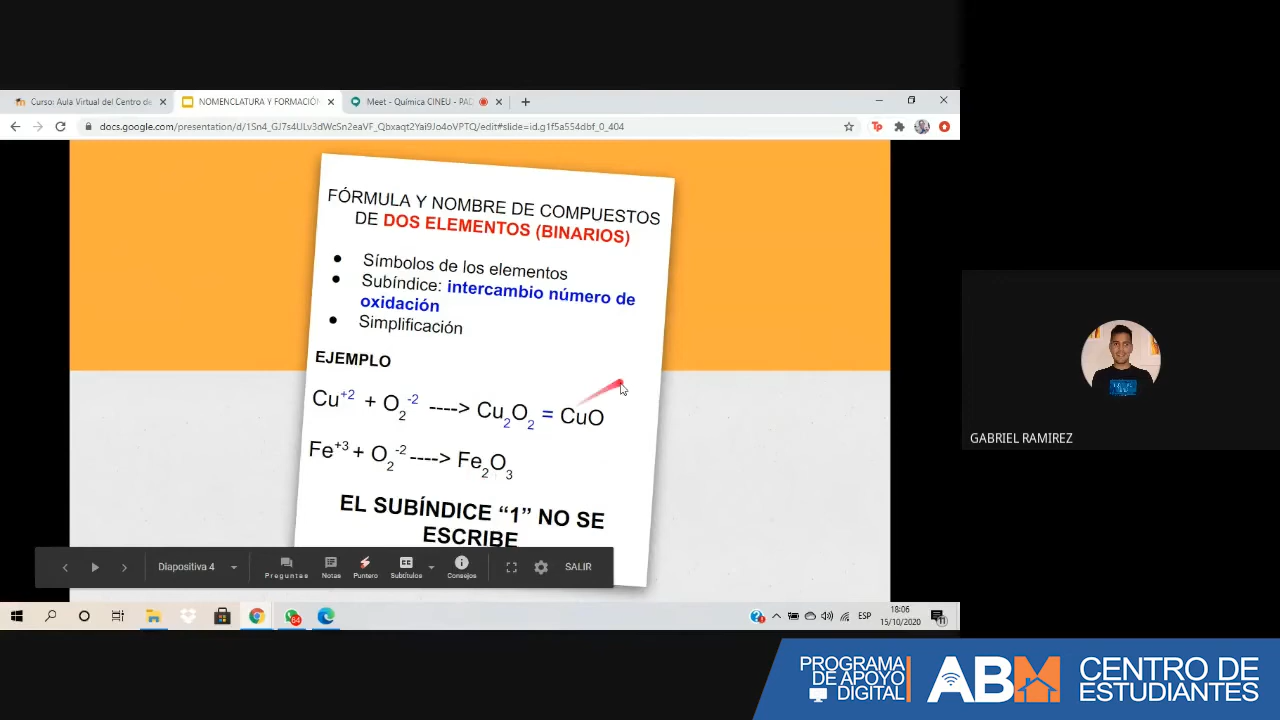 Curso: Aula Virtual del Centro de
NOMENCLATURA Y FORMACIÓN
Meet - Química CINEU - PAD
docs.google.com/presentation/d/1Sn4_GJ7s4ULv3dWcSn2eaVF_Qbxaqt2Yai9Jo4oVPTQ/edit#slide=id.g1f5a554dbf_0_404
FÓRMULA Y NOMBRE DE COMPUESTOS
DE DOS ELEMENTOS (BINARIOS)
● Símbolos de los elementos
● Subíndice: intercambio número de
oxidación
● Simplificación
EJEMPLO
Cu⁺² + O₂⁻² ----> Cu₂O₂ = CuO
Fe⁺³ + O₂⁻² ----> Fe₂O₃
EL SUBÍNDICE “1” NO SE
ESCRIBE
GABRIEL RAMIREZ
Diapositiva 4
Preguntas
Notas
Puntero
Subtítulos
Consejos
SALIR
64
ESP
18:06
15/10/2020
PROGRAMA
DE APOYO
DIGITAL
ABM
CENTRO DE
ESTUDIANTES